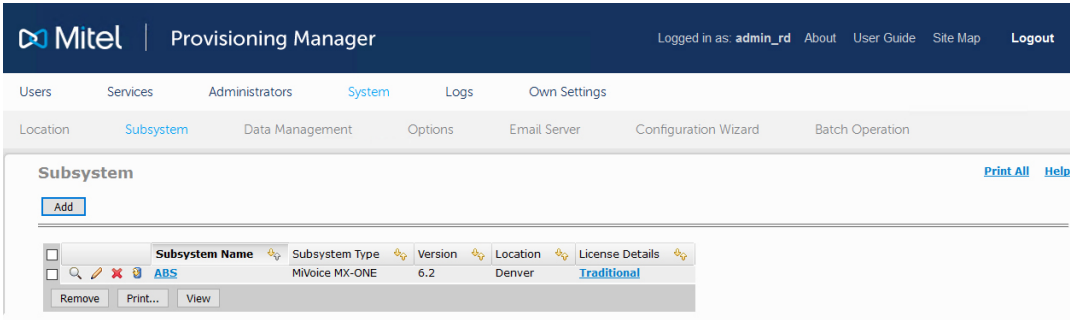 Mitel | Provisioning Manager Logged in as: admin_rd About User Guide Site Map Logout
Users Services Administrators System Logs Own Settings
Location Subsystem Data Management Options Email Server Configuration Wizard Batch Operation
Subsystem Print All Help
Add
Subsystem Name Subsystem Type Version Location License Details
ABS MiVoice MX-ONE 6.2 Denver Traditional
Remove Print... View